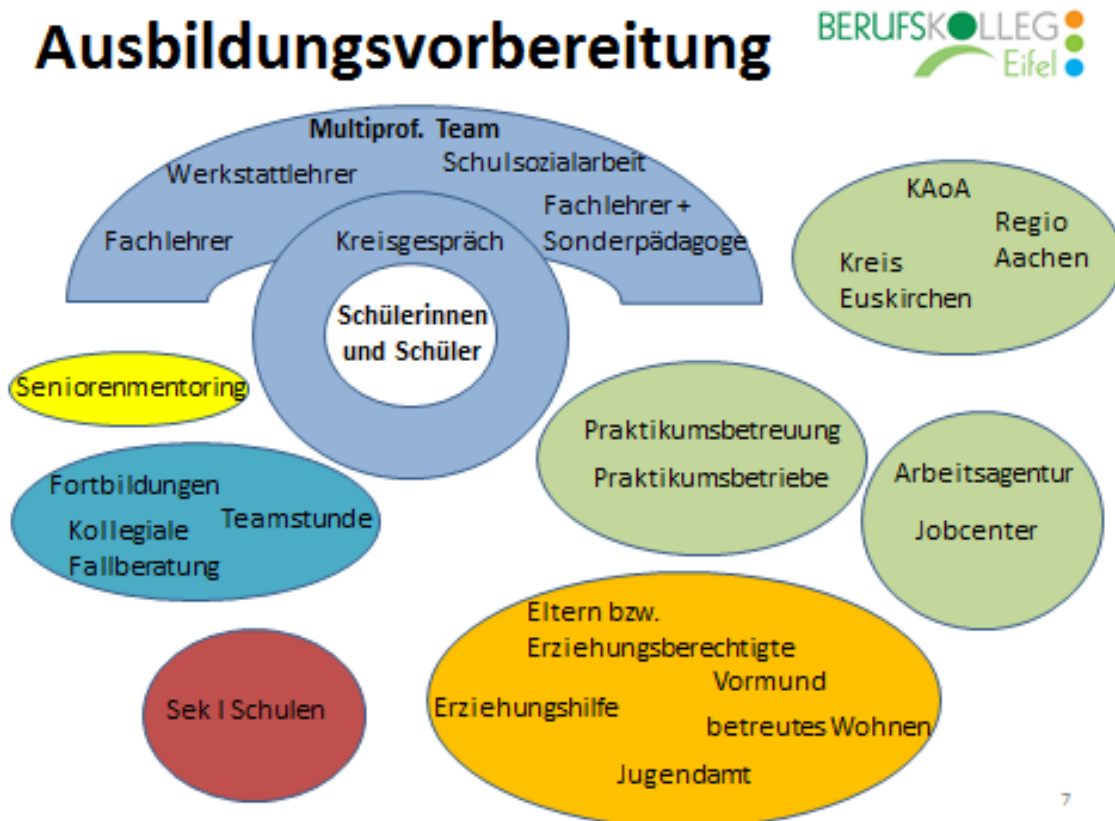 Ausbildungsvorbereitung
BERUFSKOLLEG
Eifel
Multiprof. Team
Werkstattlehrer
Schulsozialarbeit
Fachlehrer
Fachlehrer +
Sonderpädagoge
Kreisgespräch
Schülerinnen
und Schüler
KAoA
Regio
Aachen
Kreis
Euskirchen
Seniorenmentoring
Praktikumsbetreuung
Praktikumsbetriebe
Arbeitsagentur
Jobcenter
Fortbildungen
Teamstunde
Kollegiale
Fallberatung
Eltern bzw.
Erziehungsberechtigte
Vormund
Erziehungshilfe
betreutes Wohnen
Jugendamt
Sek I Schulen
7